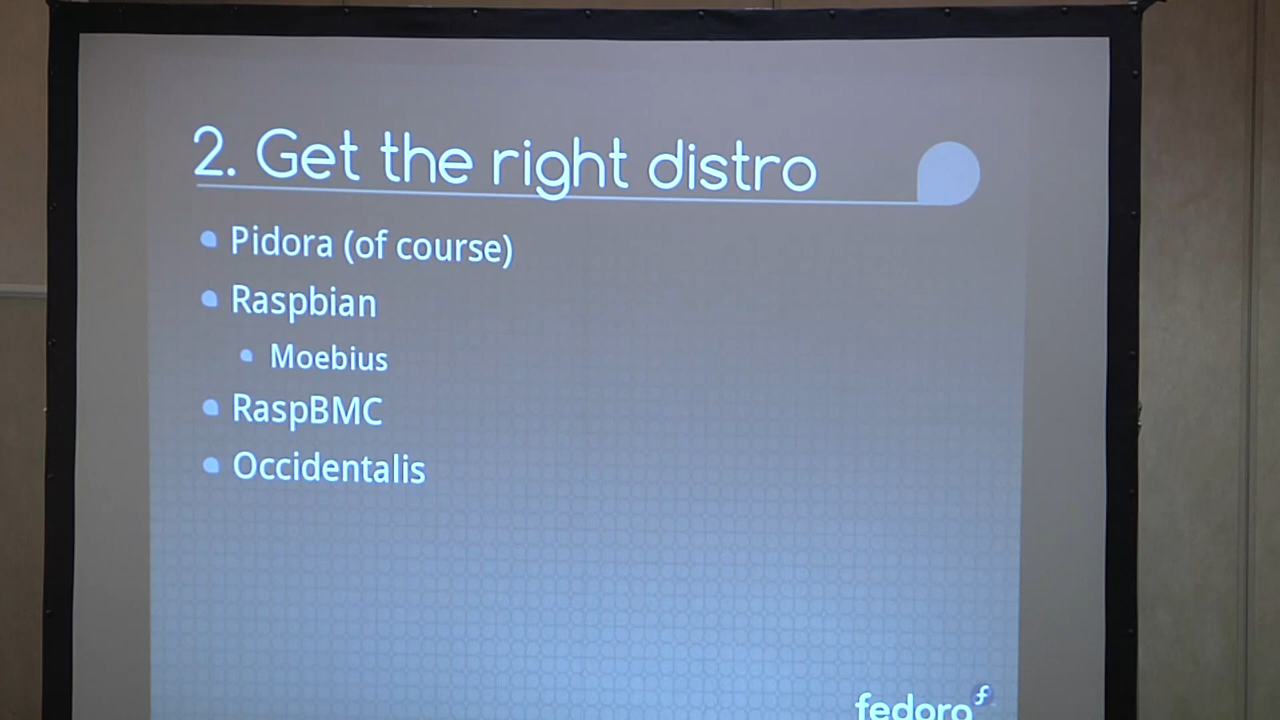 2. Get the right distro
Pidora (of course)
Raspbian
Moebius
RaspBMC
Occidentalis
fedora